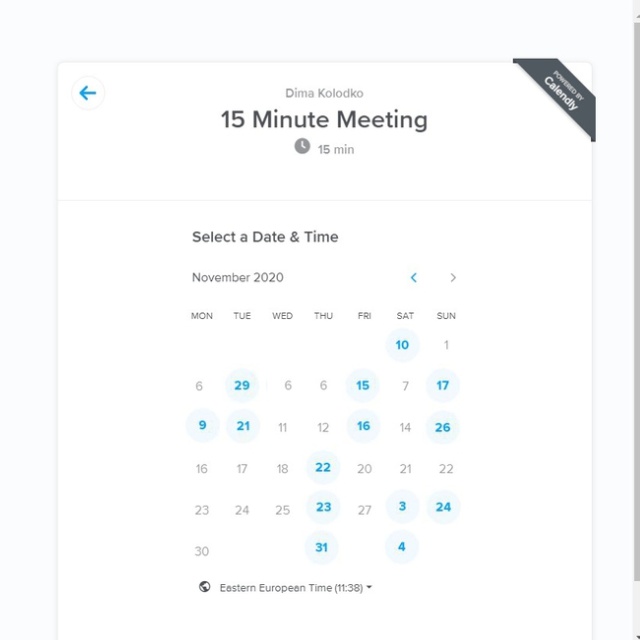 POWERED BY
Calendly
Dima Kolodko
15 Minute Meeting
15 min
Select a Date & Time
November 2020
MON TUE WED THU FRI SAT SUN
10 1
6 29 6 6 15 7 17
9 21 11 12 16 14 26
16 17 18 22 20 21 22
23 24 25 23 27 3 24
30 31 4
Eastern European Time (11:38)